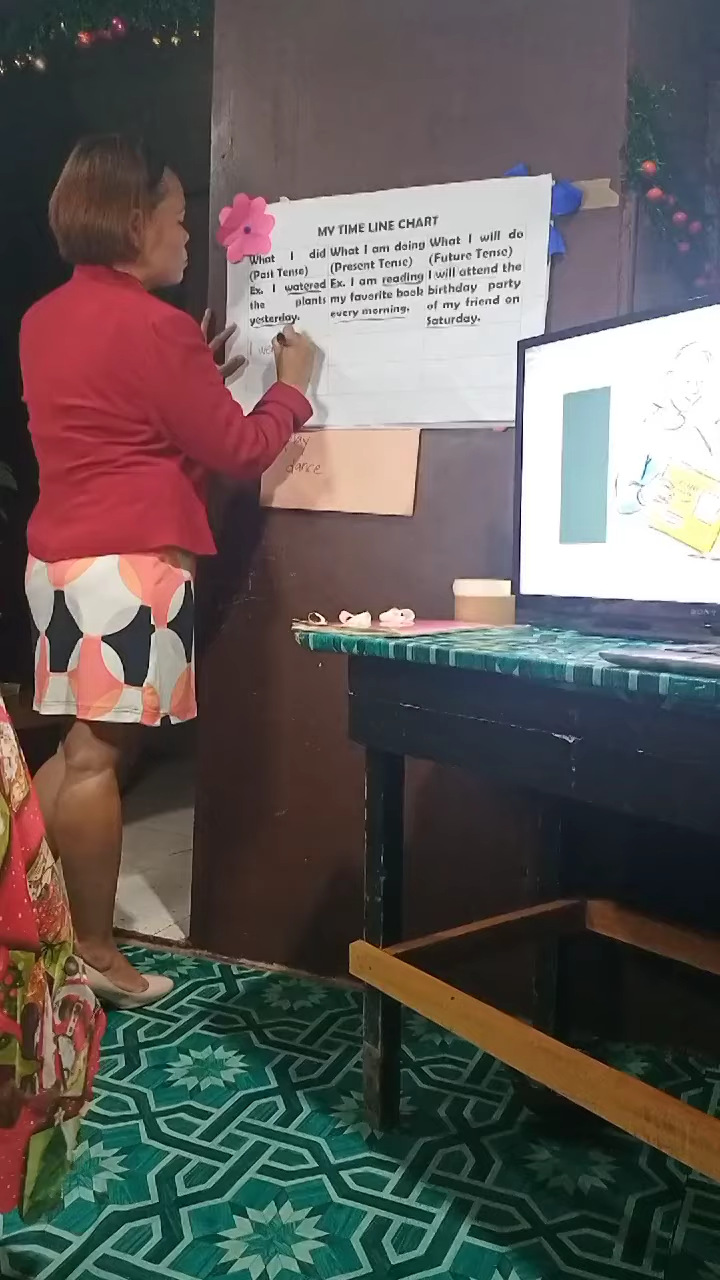 MY TIME LINE CHART
What I did
(Past Tense)
Ex. I watered
the plants
yesterday.
What I am doing
(Present Tense)
Ex. I am reading
my favorite book
every morning.
What I will do
(Future Tense)
I will attend the
birthday party
of my friend on
Saturday.
I
dance
SONY